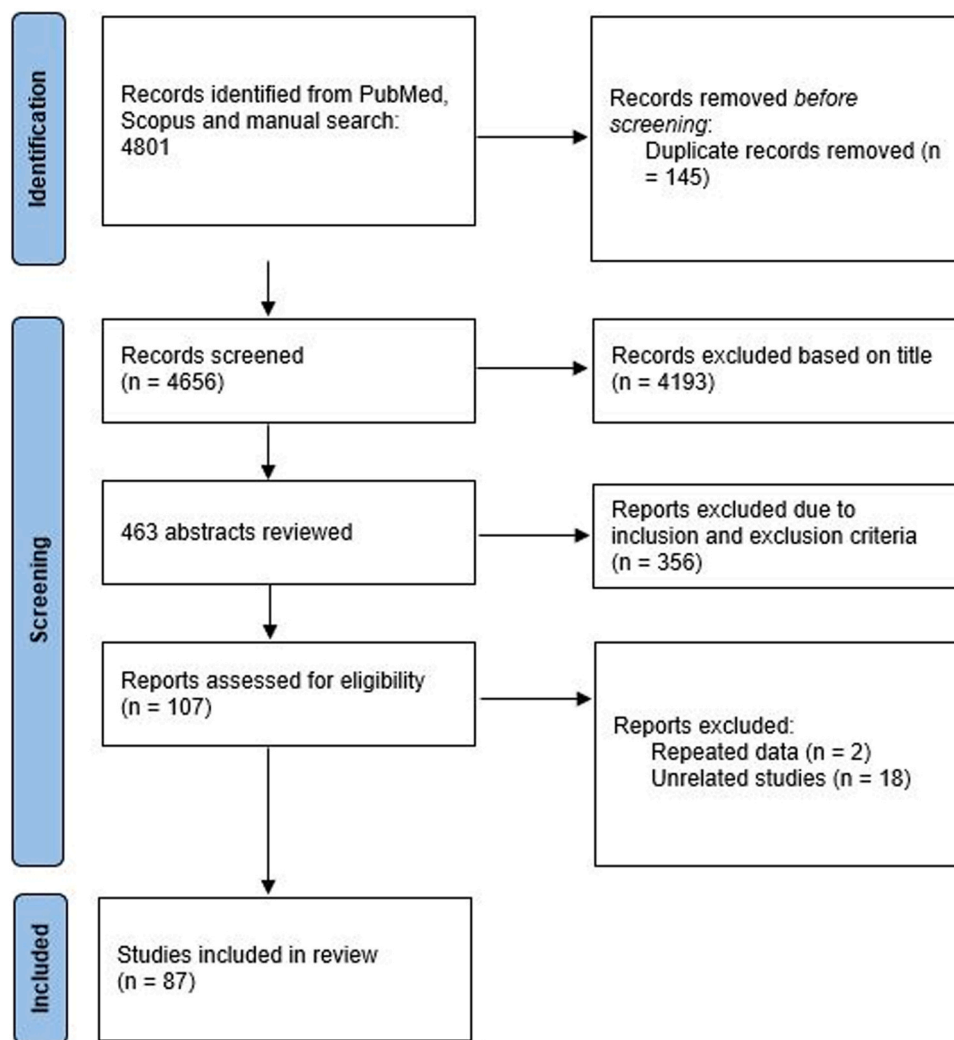 Identification
Records identified from PubMed,
Scopus and manual search:
4801
Records removed before
screening:
Duplicate records removed (n
= 145)
Screening
Records screened
(n = 4656)
Records excluded based on title
(n = 4193)
463 abstracts reviewed
Reports excluded due to
inclusion and exclusion criteria
(n = 356)
Reports assessed for eligibility
(n = 107)
Reports excluded:
Repeated data (n = 2)
Unrelated studies (n = 18)
Included
Studies included in review
(n = 87)